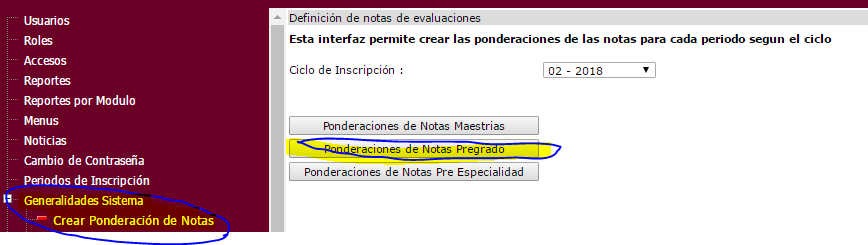 Usuarios
Roles
Accesos
Reportes
Reportes por Modulo
Menus
Noticias
Cambio de Contraseña
Periodos de Inscripción
Generalidades Sistema
Crear Ponderación de Notas
Definición de notas de evaluaciones
Esta interfaz permite crear las ponderaciones de las notas para cada periodo segun el ciclo
Ciclo de Inscripción : 02 - 2018
Ponderaciones de Notas Maestrias
Ponderaciones de Notas Pregrado
Ponderaciones de Notas Pre Especialidad